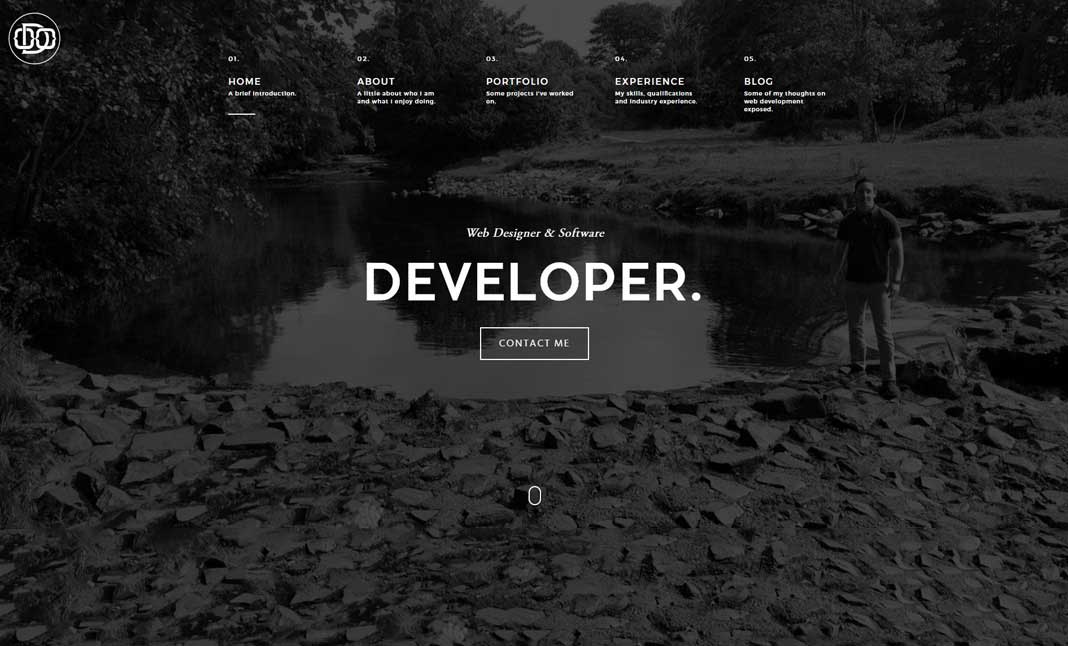 01.
HOME
A brief introduction.
02.
ABOUT
A little about who I am
and what I enjoy doing.
03.
PORTFOLIO
Some projects I've worked
on.
04.
EXPERIENCE
My skills, qualifications
and industry experience.
05.
BLOG
Some of my thoughts on
web development
exposed.
Web Designer & Software
DEVELOPER.
CONTACT ME